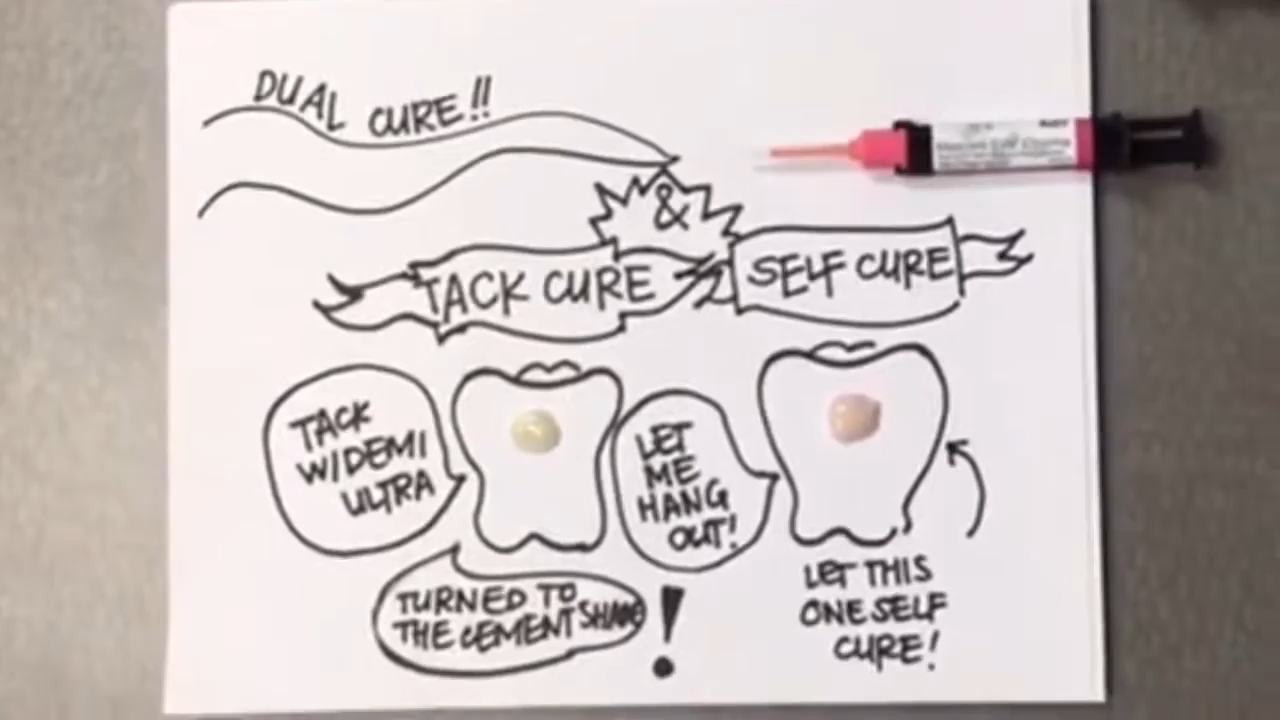 DUAL CURE!!
&
TACK CURE
SELF CURE
TACK
W/DEMI
ULTRA
LET
ME
HANG
OUT!
TURNED TO
THE CEMENT SHADE
!
LET THIS
ONE SELF
CURE!